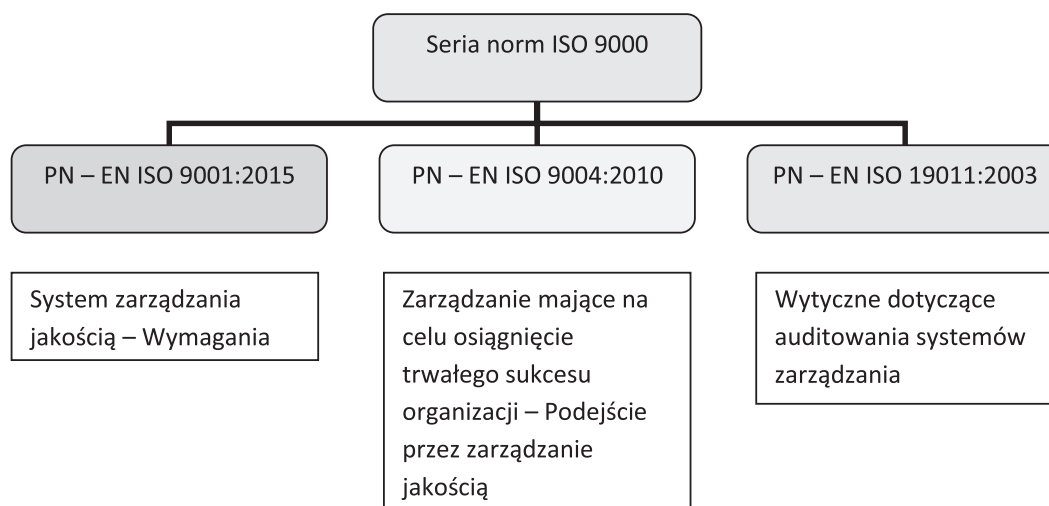 Seria norm ISO 9000
PN – EN ISO 9001:2015
PN – EN ISO 9004:2010
PN – EN ISO 19011:2003
System zarządzania
jakością – Wymagania
Zarządzanie mające na
celu osiągnięcie
trwałego sukcesu
organizacji – Podejście
przez zarządzanie
jakością
Wytyczne dotyczące
auditowania systemów
zarządzania